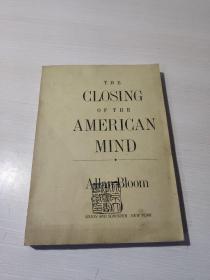 THE
CLOSING
OF THE
AMERICAN
MIND
Allan Bloom
SIMON AND SCHUSTER NEW YORK